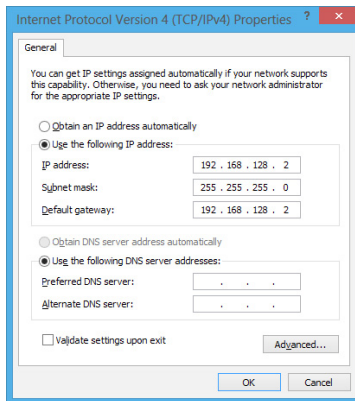 Internet Protocol Version 4 (TCP/IPv4) Properties ? ×
General
You can get IP settings assigned automatically if your network supports
this capability. Otherwise, you need to ask your network administrator
for the appropriate IP settings.
Obtain an IP address automatically
Use the following IP address:
IP address: 192 . 168 . 128 . 2
Subnet mask: 255 . 255 . 255 . 0
Default gateway: 192 . 168 . 128 . 2
Obtain DNS server address automatically
Use the following DNS server addresses:
Preferred DNS server: . . .
Alternate DNS server: . . .
Validate settings upon exit
Advanced...
OK Cancel